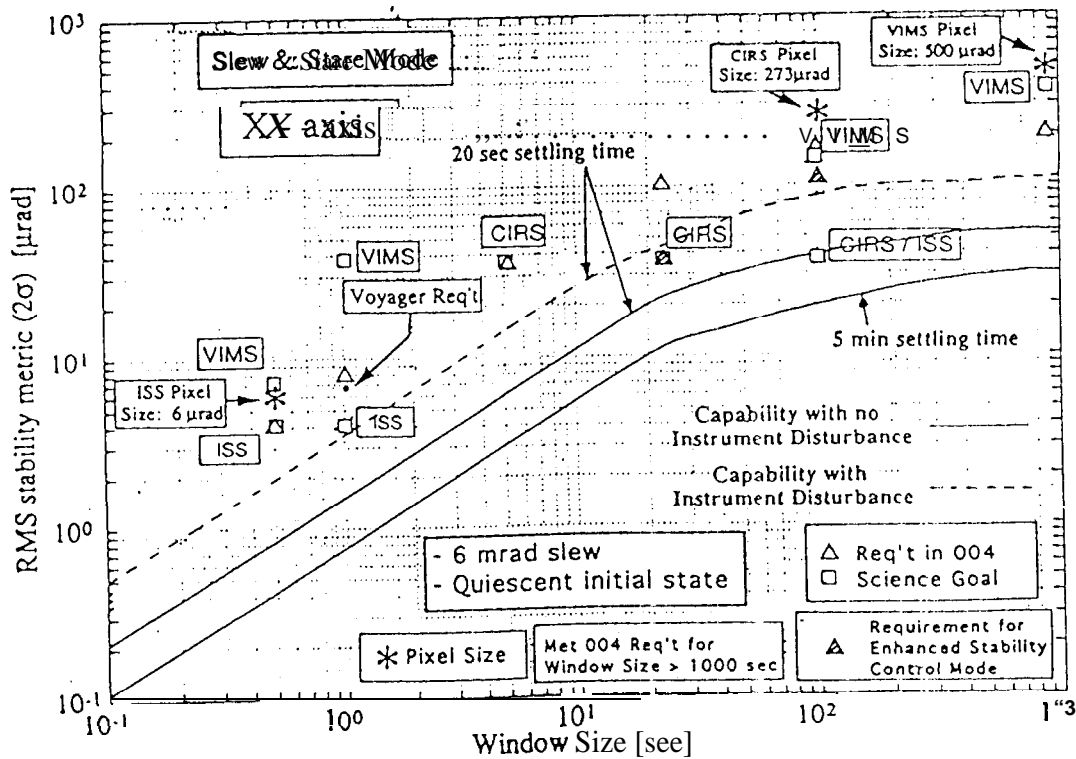 10³
Slew & Stare Mode
X - axis
CIRS Pixel
Size: 273μrad
VIMS Pixel
Size: 500 μrad
VIMS
VIMS
20 sec settling time
10²
VIMS
CIRS
CIRS
CIRS / ISS
Voyager Req't
5 min settling time
VIMS
10¹
ISS Pixel
Size: 6 μrad
ISS
ISS
Capability with no
Instrument Disturbance
Capability with
Instrument Disturbance
RMS stability metric (2σ) [μrad]
10⁰
- 6 mrad slew
- Quiescent initial state
△ Req't in 004
□ Science Goal
Requirement for
Enhanced Stability
Control Mode
✳ Pixel Size
Met 004 Req't for
Window Size > 1000 sec
10-1
10-1
10⁰
10¹
10²
1"3
Window Size [see]